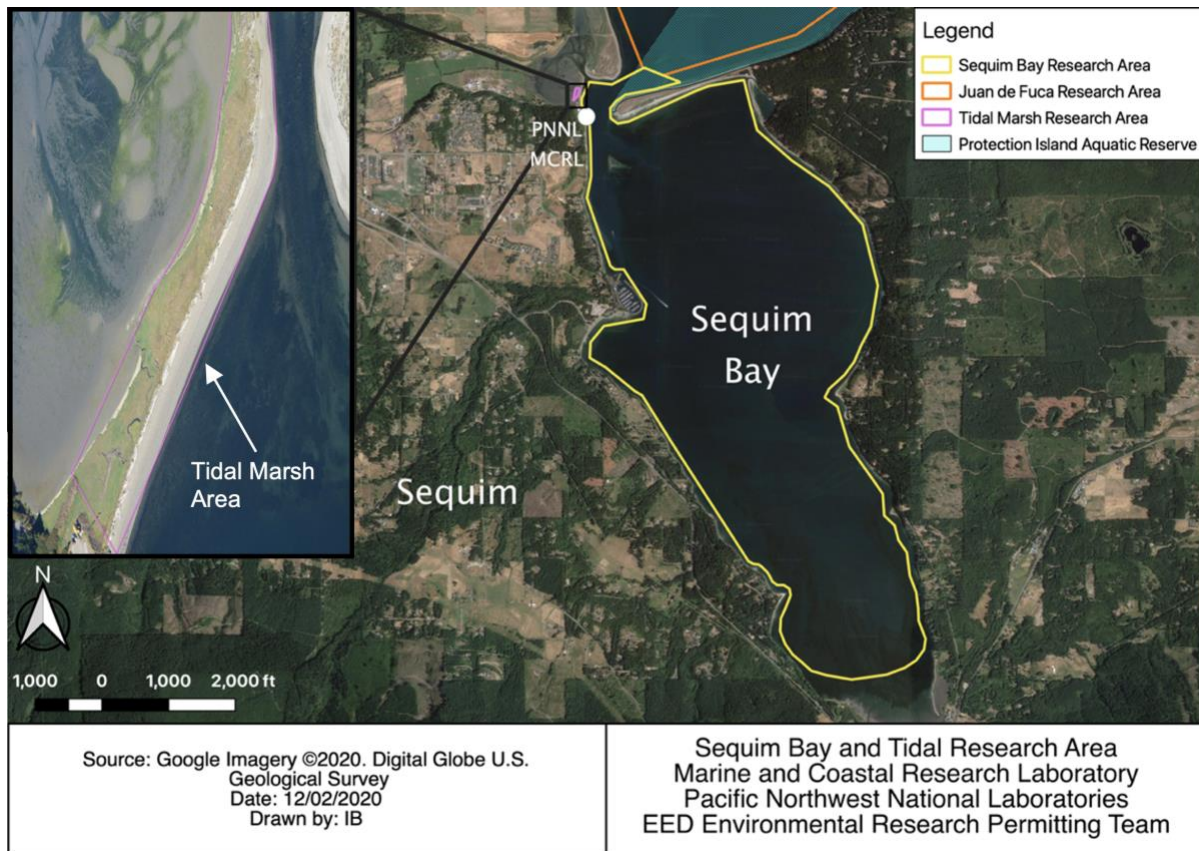 Legend
Sequim Bay Research Area
Juan de Fuca Research Area
Tidal Marsh Research Area
Protection Island Aquatic Reserve
PNNL
MCRL
Sequim
Bay
Sequim
Tidal Marsh
Area
N
1,000 0 1,000 2,000 ft
Source: Google Imagery ©2020. Digital Globe U.S.
Geological Survey
Date: 12/02/2020
Drawn by: IB
Sequim Bay and Tidal Research Area
Marine and Coastal Research Laboratory
Pacific Northwest National Laboratories
EED Environmental Research Permitting Team